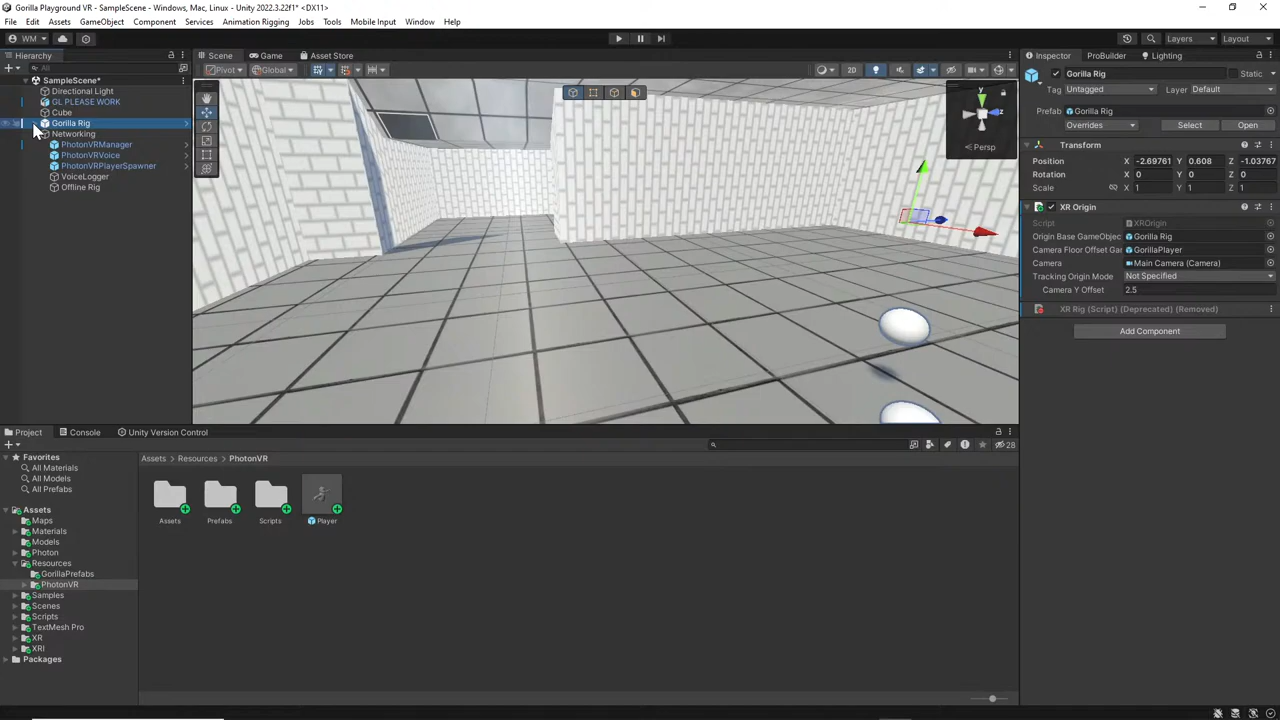 Gorilla Playground VR - SampleScene - Windows, Mac, Linux - Unity 2022.3.22f1* <DX11>
File Edit Assets GameObject Component Services Animation Rigging Jobs Tools Mobile Input Window Help
WM Layers Layout
Hierarchy Scene Game Asset Store Inspector ProBuilder Lighting
All Pivot Global 2D Gorilla Rig Static
SampleScene* Tag Untagged Layer Default
Directional Light
GL PLEASE WORK
Cube Prefab Gorilla Rig
Gorilla Rig Overrides Select Open
Networking
PhotonVRManager Transform
PhotonVRVoice Position X -2.69761 Y 0.608 Z -1.03767
PhotonVRPlayerSpawner Rotation X 0 Y 0 Z 0
VoiceLogger Scale X 1 Y 1 Z 1
Offline Rig
y z Persp
XR Origin
Script XROrigin
Origin Base GameObjec Gorilla Rig
Camera Floor Offset Ga GorillaPlayer
Camera Main Camera (Camera)
Tracking Origin Mode Not Specified
Camera Y Offset 2.5
XR Rig (Script) (Deprecated) (Removed)
Add Component
Project Console Unity Version Control
28
Favorites Assets Resources PhotonVR
All Materials
All Models
All Prefabs
Assets
Maps Assets Prefabs Scripts Player
Materials
Models
Photon
Resources
GorillaPrefabs
PhotonVR
Samples
Scenes
Scripts
TextMesh Pro
XR
XRI
Packages